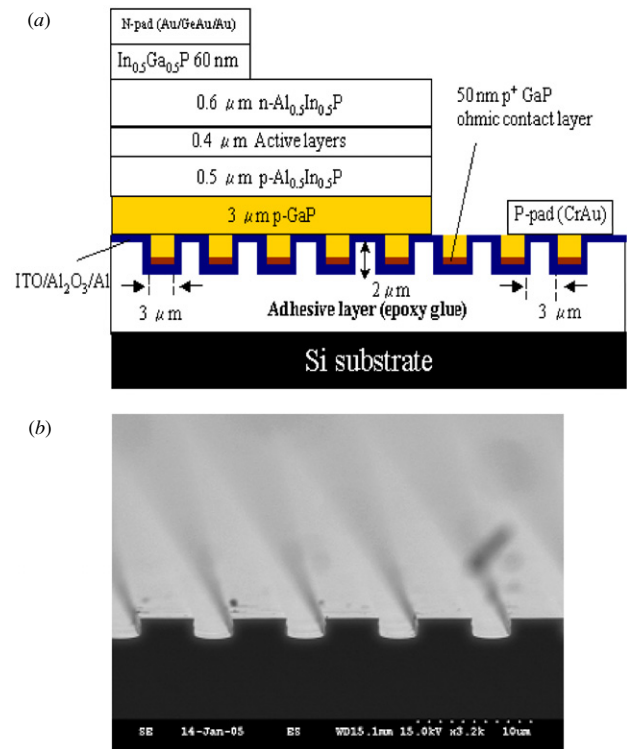 (a)
N-pad (Au/GeAu/Au)
In0.5Ga0.5P 60 nm
0.6 μm n-Al0.5In0.5P
0.4 μm Active layers
0.5 μm p-Al0.5In0.5P
3 μm p-GaP
50 nm p+ GaP
ohmic contact layer
P-pad (CrAu)
ITO/Al2O3/Al
3 μm
2 μm
3 μm
Adhesive layer (epoxy glue)
Si substrate
(b)
SE 14-Jan-05 ES WD15.1mm 15.0kV x3.2k 10um